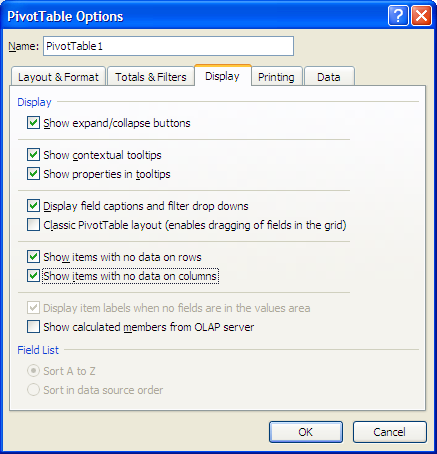 PivotTable Options
Name: PivotTable1
Layout & Format Totals & Filters Display Printing Data
Display
Show expand/collapse buttons
Show contextual tooltips
Show properties in tooltips
Display field captions and filter drop downs
Classic PivotTable layout (enables dragging of fields in the grid)
Show items with no data on rows
Show items with no data on columns
Display item labels when no fields are in the values area
Show calculated members from OLAP server
Field List
Sort A to Z
Sort in data source order
OK Cancel